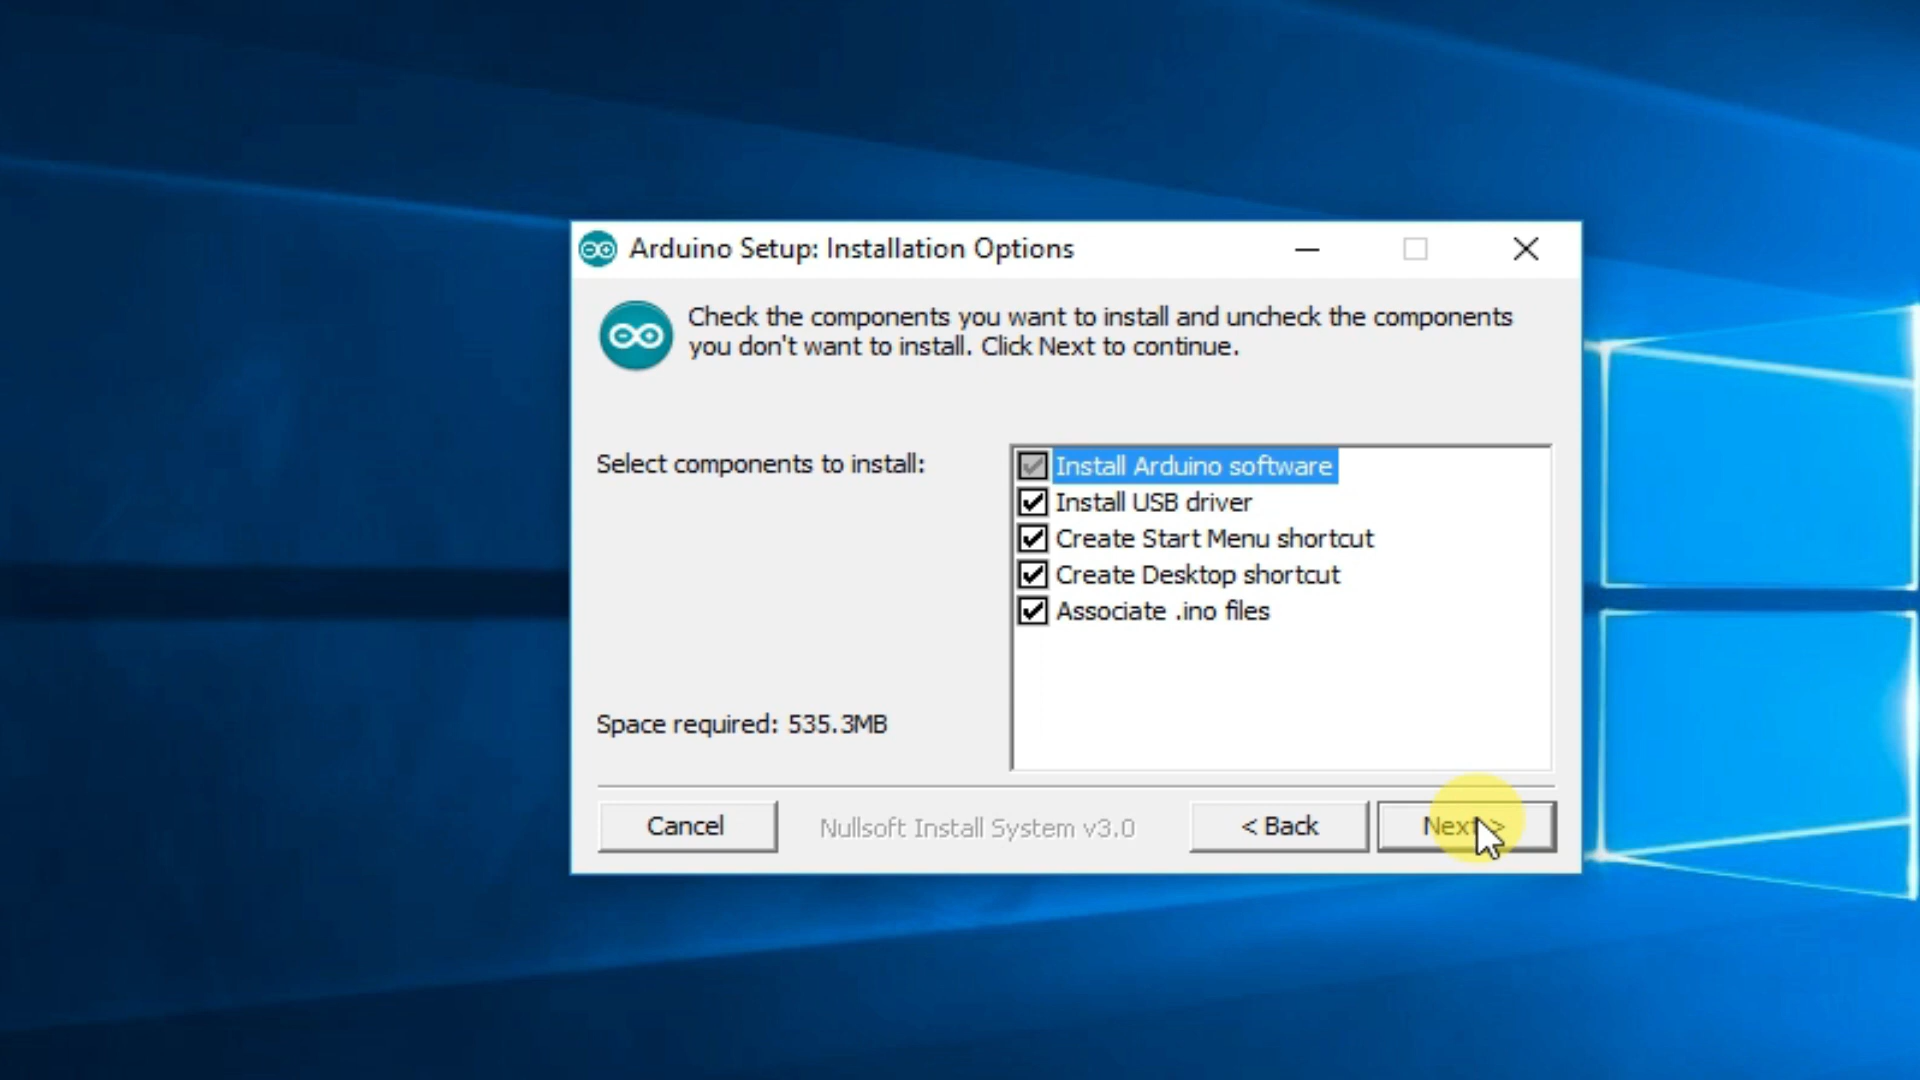 Arduino Setup: Installation Options
Check the components you want to install and uncheck the components
you don't want to install. Click Next to continue.
Select components to install:
Install Arduino software
Install USB driver
Create Start Menu shortcut
Create Desktop shortcut
Associate .ino files
Space required: 535.3MB
Cancel
Nullsoft Install System v3.0
< Back
Next >